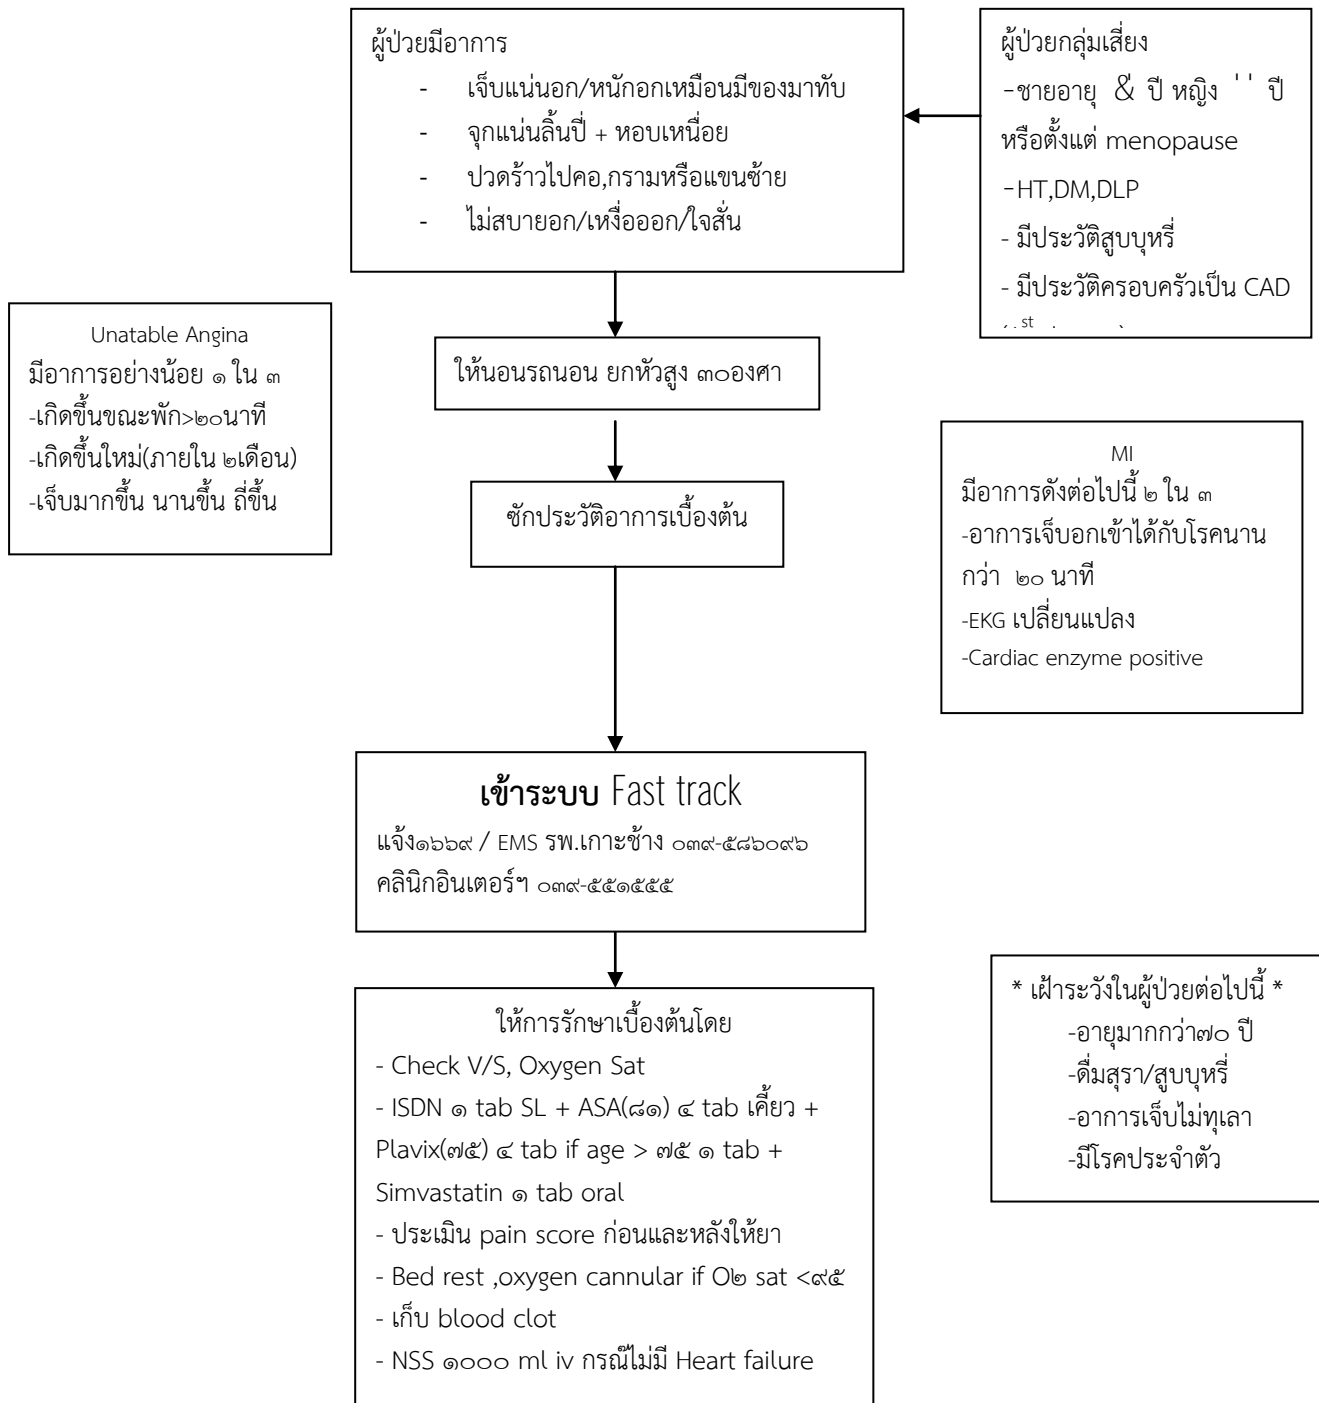 ผู้ป่วยมีอาการ
- เจ็บแน่นอก/หนักอกเหมือนมีของมาทับ
- จุกแน่นลิ้นปี่ + หอบเหนื่อย
- ปวดร้าวไปคอ,กรามหรือแขนซ้าย
- ไม่สบายอก/เหงื่อออก/ใจสั่น
ผู้ป่วยกลุ่มเสี่ยง
-ชายอายุ & ปี หญิง ' ' ปี
หรือตั้งแต่ menopause
-HT,DM,DLP
- มีประวัติสูบบุหรี่
- มีประวัติครอบครัวเป็น CAD
st
Unatable Angina
มีอาการอย่างน้อย ๑ ใน ๓
-เกิดขึ้นขณะพัก>๒๐นาที
-เกิดขึ้นใหม่(ภายใน ๒เดือน)
-เจ็บมากขึ้น นานขึ้น ถี่ขึ้น
ให้นอนรถนอน ยกหัวสูง ๓๐องศา
ซักประวัติอาการเบื้องต้น
MI
มีอาการดังต่อไปนี้ ๒ ใน ๓
-อาการเจ็บอกเข้าได้กับโรคนาน
กว่า ๒๐ นาที
-EKG เปลี่ยนแปลง
-Cardiac enzyme positive
เข้าระบบ Fast track
แจ้ง๑๖๖๙ / EMS รพ.เกาะช้าง ๐๓๙-๕๘๖๐๙๖
คลินิกอินเตอร์ฯ ๐๓๙-๕๕๑๕๕๕
ให้การรักษาเบื้องต้นโดย
- Check V/S, Oxygen Sat
- ISDN ๑ tab SL + ASA(๘๑) ๔ tab เคี้ยว +
Plavix(๗๕) ๔ tab if age > ๗๕ ๑ tab +
Simvastatin ๑ tab oral
- ประเมิน pain score ก่อนและหลังให้ยา
- Bed rest ,oxygen cannular if O๒ sat <๙๕
- เก็บ blood clot
- NSS ๑๐๐๐ ml iv กรณ๊ไม่มี Heart failure
* เฝ้าระวังในผู้ป่วยต่อไปนี้ *
-อายุมากกว่า๗๐ ปี
-ดื่มสุรา/สูบบุหรี่
-อาการเจ็บไม่ทุเลา
-มีโรคประจำตัว